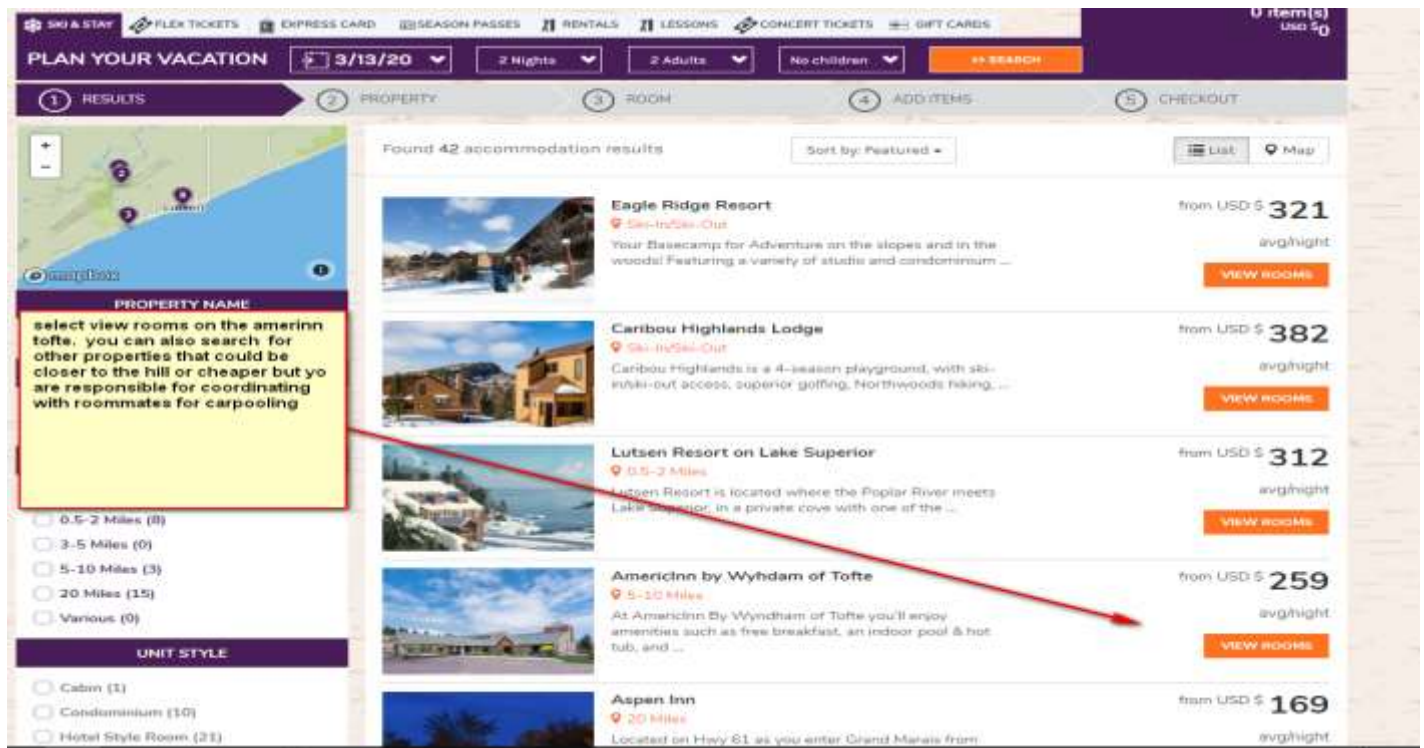 SKI & STAY FLEX TICKETS EXPRESS CARD SEASON PASSES RENTALS LESSONS CONCERT TICKETS GIFT CARDS
0 item(s)
USD $0
PLAN YOUR VACATION 3/13/20 2 Nights 2 Adults No children SEARCH
1 RESULTS 2 PROPERTY 3 ROOM 4 ADD ITEMS 5 CHECKOUT
+
-
mapbox
Found 42 accommodation results Sort by: Featured List Map
PROPERTY NAME
select view rooms on the amerinn
tofte. you can also search for
other properties that could be
closer to the hill or cheaper but yo
are responsible for coordinating
with roommates for carpooling
0.5-2 Miles (8)
3-5 Miles (0)
5-10 Miles (3)
20 Miles (15)
Various (0)
UNIT STYLE
Cabin (1)
Condominium (10)
Hotel Style Room (21)
Eagle Ridge Resort
Ski-In/Ski-Out
Your Basecamp for Adventure on the slopes and in the
woods! Featuring a variety of studio and condominium ...
from USD $ 321
avg/night
VIEW ROOMS
Caribou Highlands Lodge
Ski-In/Ski-Out
Caribou Highlands is a 4-season playground, with ski-
in/ski-out access, superior golfing, Northwoods hiking, ...
from USD $ 382
avg/night
VIEW ROOMS
Lutsen Resort on Lake Superior
0.5-2 Miles
Lutsen Resort is located where the Poplar River meets
Lake Superior, in a private cove with one of the ...
from USD $ 312
avg/night
VIEW ROOMS
AmericInn by Wyhdam of Tofte
5-10 Miles
At AmericInn By Wyndham of Tofte you'll enjoy
amenities such as free breakfast, an indoor pool & hot
tub, and ...
from USD $ 259
avg/night
VIEW ROOMS
Aspen Inn
20 Miles
Located on Hwy 61 as you enter Grand Marais from
from USD $ 169
avg/night